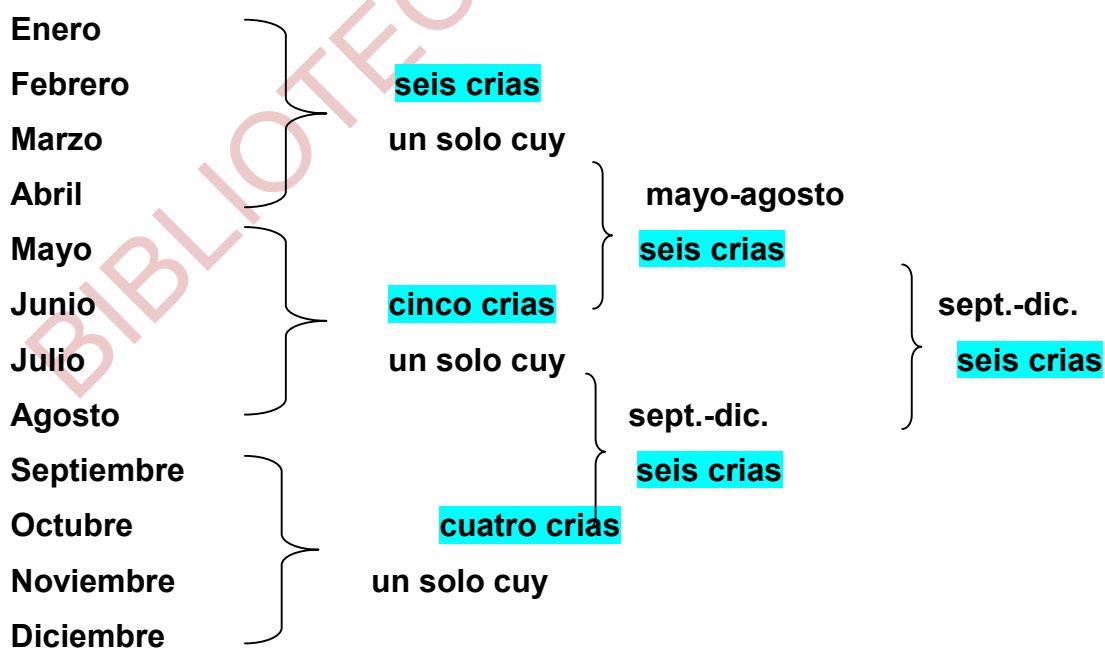 Enero
Febrero seis crias
Marzo un solo cuy
Abril mayo-agosto
Mayo seis crias
Junio cinco crias sept.-dic.
Julio un solo cuy seis crias
Agosto sept.-dic.
Septiembre seis crias
Octubre cuatro crias
Noviembre un solo cuy
Diciembre
BIBLIOTEC